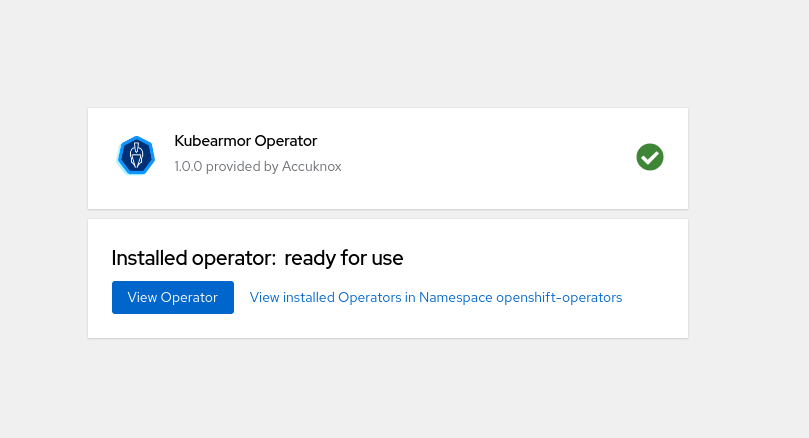 Kubearmor Operator
1.0.0 provided by Accuknox
Installed operator: ready for use
View Operator View installed Operators in Namespace openshift-operators